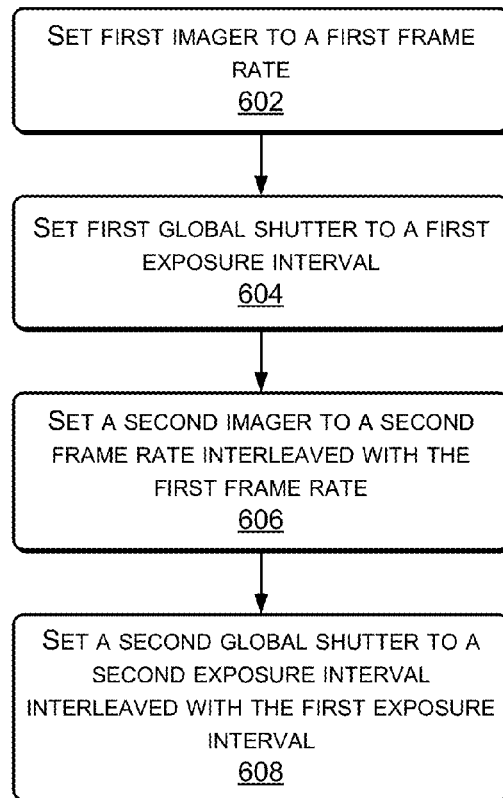 SET FIRST IMAGER TO A FIRST FRAME
RATE
602
SET FIRST GLOBAL SHUTTER TO A FIRST
EXPOSURE INTERVAL
604
SET A SECOND IMAGER TO A SECOND
FRAME RATE INTERLEAVED WITH THE
FIRST FRAME RATE
606
SET A SECOND GLOBAL SHUTTER TO A
SECOND EXPOSURE INTERVAL
INTERLEAVED WITH THE FIRST EXPOSURE
INTERVAL
608